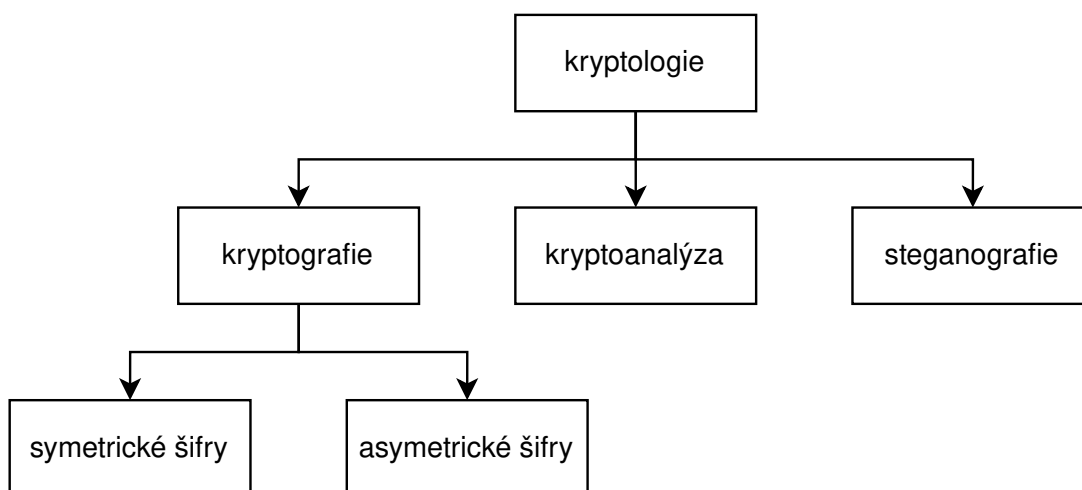 kryptologie
kryptografie
kryptoanalýza
steganografie
symetrické šifry
asymetrické šifry